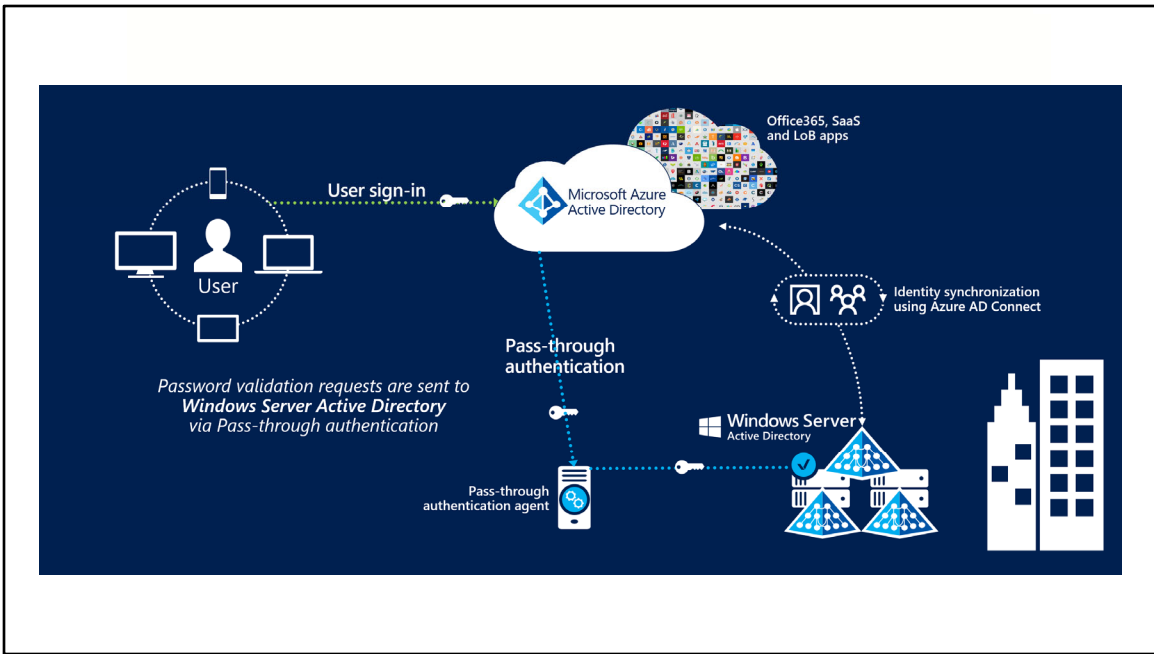 Office365, SaaS
and LoB apps
User sign-in
Microsoft Azure
Active Directory
User
Identity synchronization
using Azure AD Connect
Pass-through
authentication
Password validation requests are sent to
Windows Server Active Directory
via Pass-through authentication
Windows Server
Active Directory
Pass-through
authentication agent